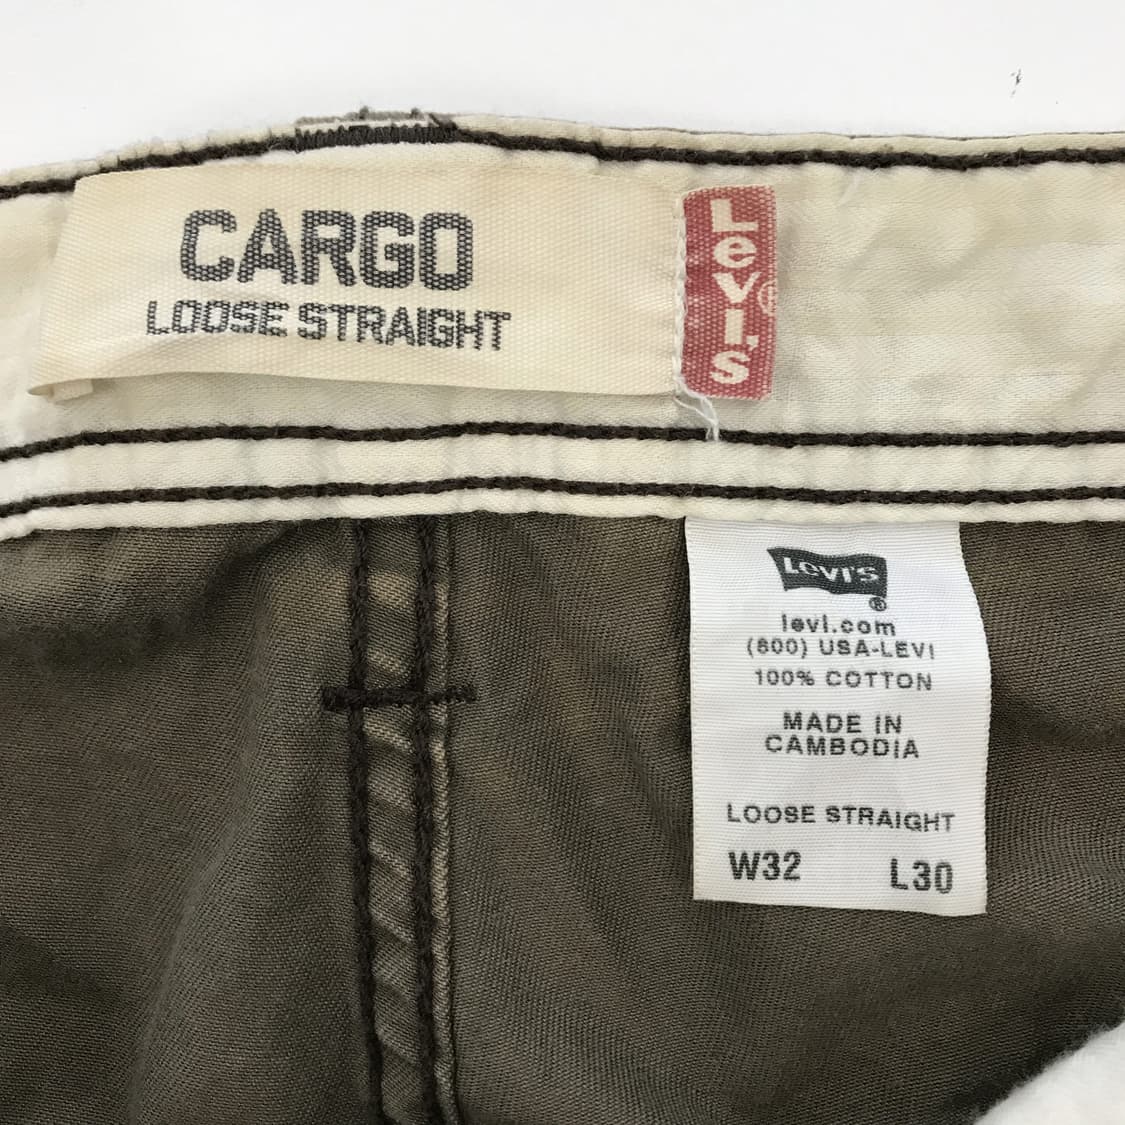 CARGO
LOOSE STRAIGHT
Levi's®
LEVI'S
®
levi.com
(800) USA-LEVI
100% COTTON
MADE IN
CAMBODIA
LOOSE STRAIGHT
W32 L30